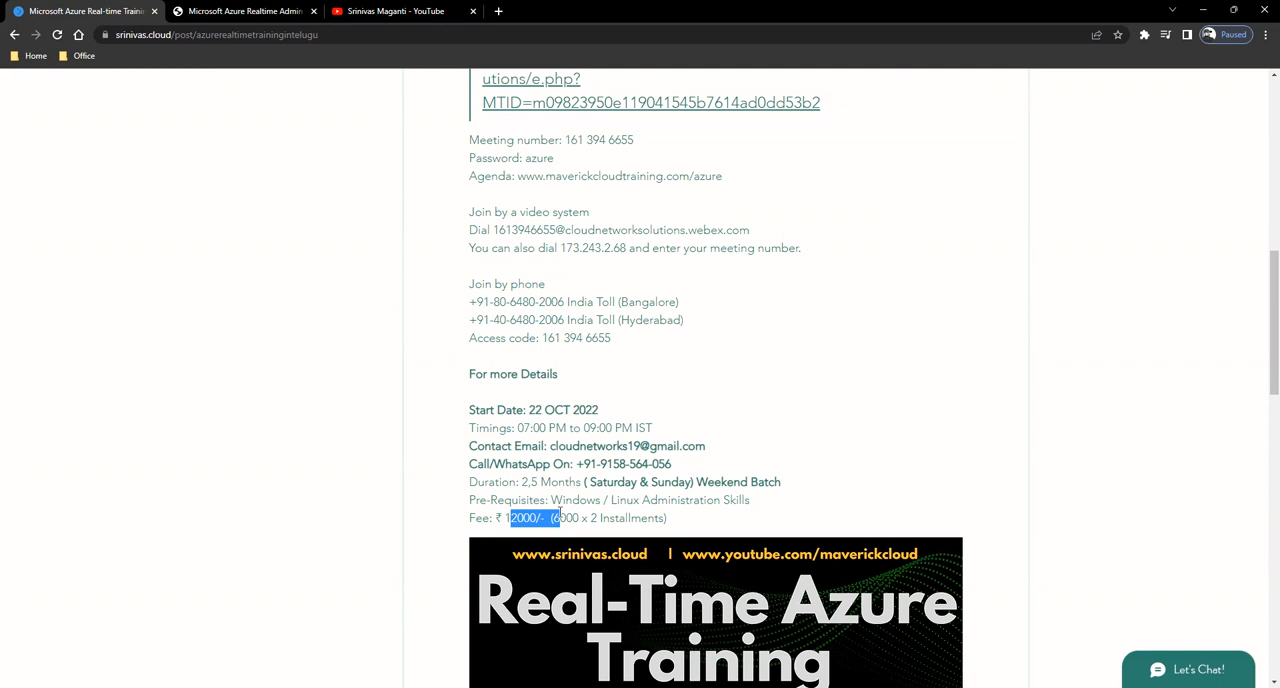 Microsoft Azure Real-time Trainin
Microsoft Azure Realtime Admin
Srinivas Maganti - YouTube
srinivas.cloud/post/azurerealtimetrainingintelugu
Paused
Home
Office
utions/e.php?
MTID=m09823950e119041545b7614ad0dd53b2
Meeting number: 161 394 6655
Password: azure
Agenda: www.maverickcloudtraining.com/azure
Join by a video system
Dial 1613946655@cloudnetworksolutions.webex.com
You can also dial 173.243.2.68 and enter your meeting number.
Join by phone
+91-80-6480-2006 India Toll (Bangalore)
+91-40-6480-2006 India Toll (Hyderabad)
Access code: 161 394 6655
For more Details
Start Date: 22 OCT 2022
Timings: 07:00 PM to 09:00 PM IST
Contact Email: cloudnetworks19@gmail.com
Call/WhatsApp On: +91-9158-564-056
Duration: 2,5 Months ( Saturday & Sunday) Weekend Batch
Pre-Requisites: Windows / Linux Administration Skills
Fee: ₹ 12000/- (6000 x 2 Installments)
www.srinivas.cloud | www.youtube.com/maverickcloud
Real-Time Azure
Training
Let's Chat!